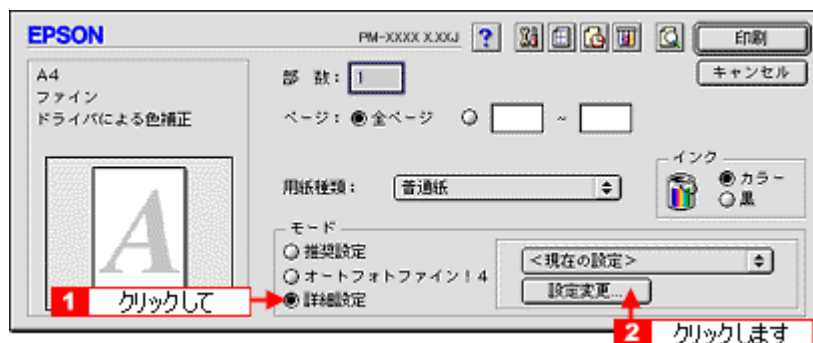 EPSON
PM-XXXX X.XXJ
?
印刷
キャンセル
A4
ファイン
ドライバによる色補正
部 数： 1
ページ： 全ページ ～
用紙種類： 普通紙
インク
カラー
黒
モード
推奨設定
オートフォトファイン！4
詳細設定
<現在の設定>
設定変更...
A
1 クリックして
2 クリックします